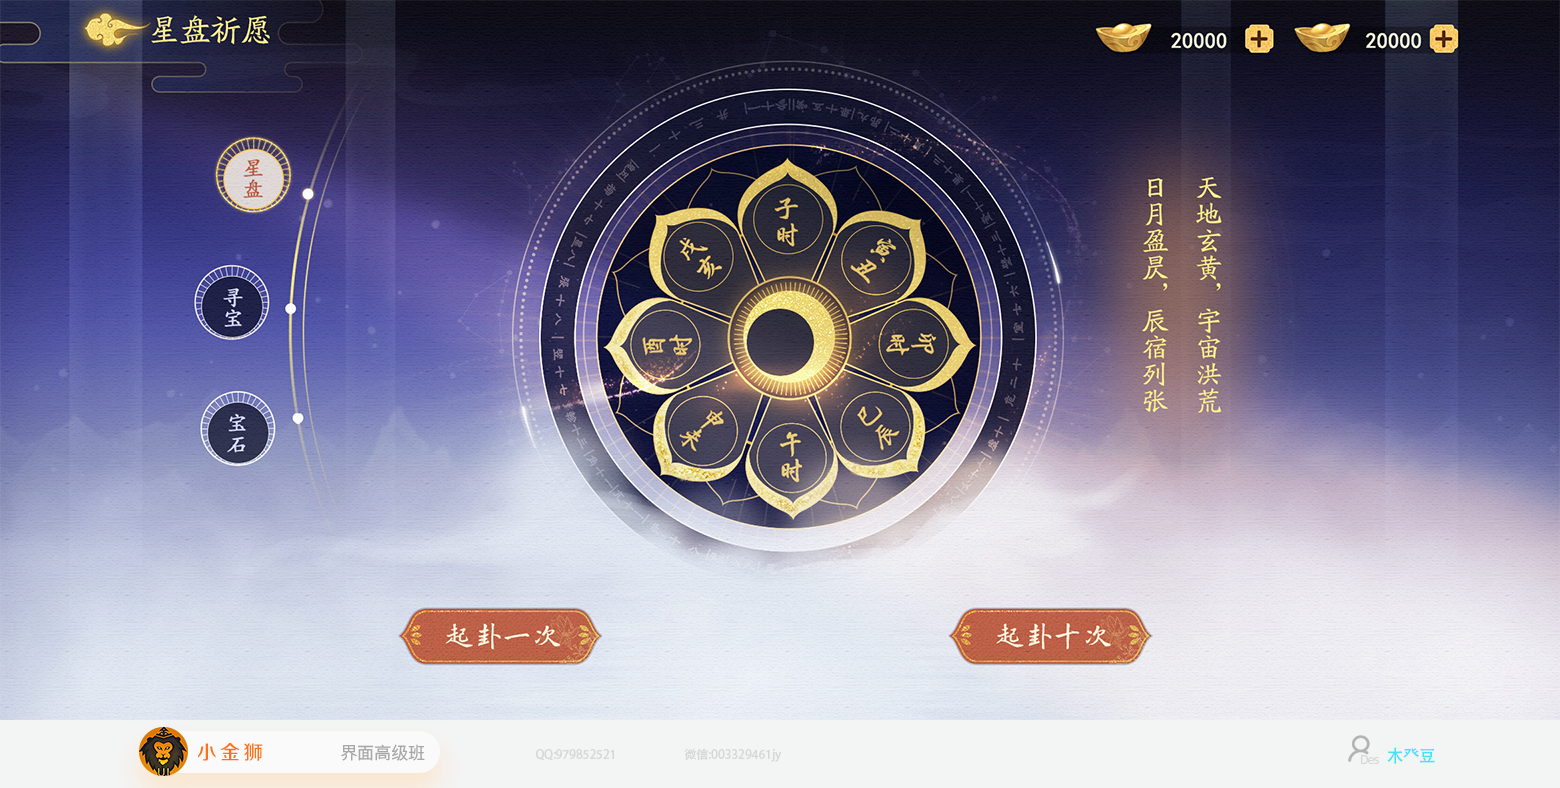 星盘祈愿
20000
20000
星盘
寻宝
宝石
子时
寅丑
卯时
巳辰
午时
申未
酉时
戌亥
天地玄黄，宇宙洪荒
日月盈昃，辰宿列张
起卦一次
起卦十次
小金狮
界面高级班
QQ:979852521
微信:003329461jy
Des